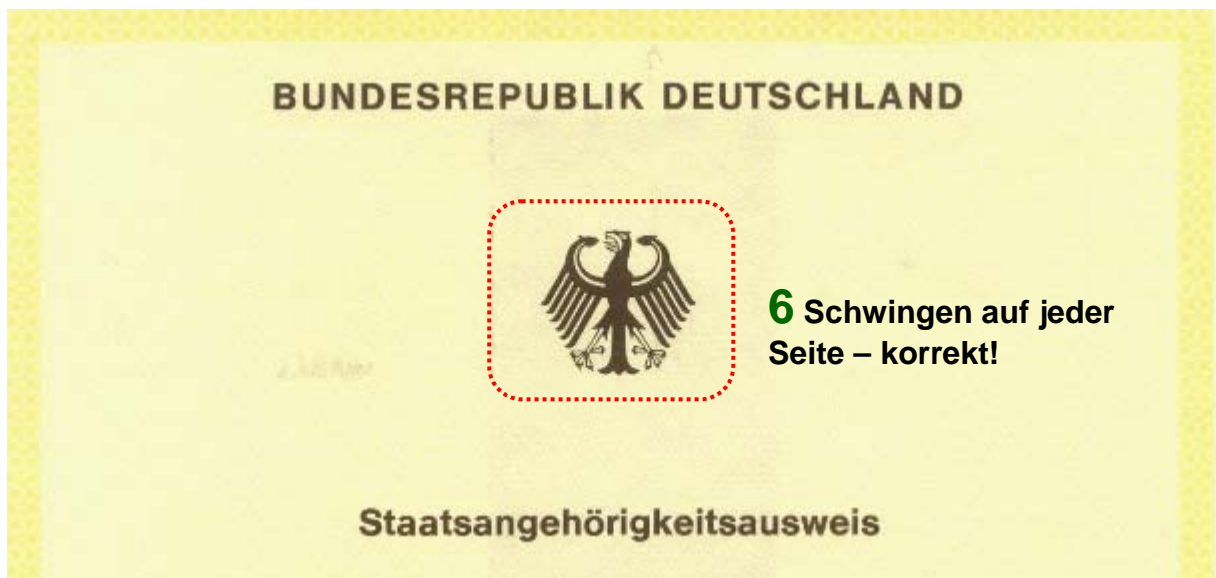 BUNDESREPUBLIK DEUTSCHLAND
6 Schwingen auf jeder
Seite – korrekt!
Staatsangehörigkeitsausweis